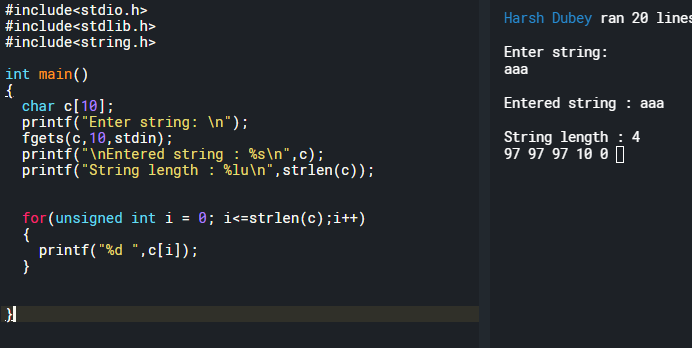 #include<stdio.h>
#include<stdlib.h>
#include<string.h>
int main()
{
char c[10];
printf("Enter string: \n");
fgets(c,10,stdin);
printf("\nEntered string : %s\n",c);
printf("String length : %lu\n",strlen(c));
for(unsigned int i = 0; i<=strlen(c);i++)
{
printf("%d ",c[i]);
}
}
Harsh Dubey ran 20 lines
Enter string:
aaa
Entered string : aaa
String length : 4
97 97 97 10 0